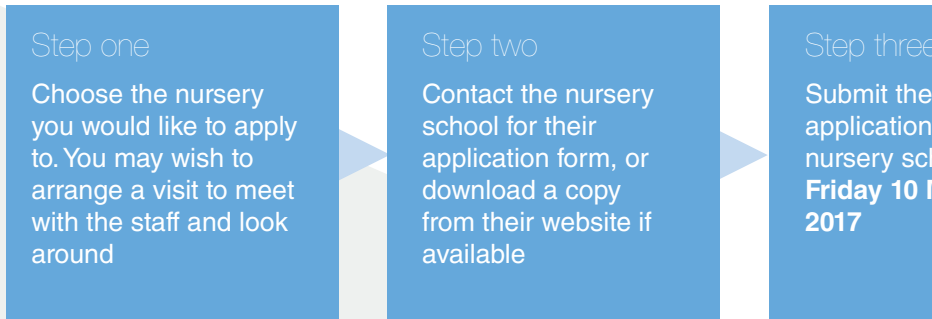 Step one
Choose the nursery
you would like to apply
to. You may wish to
arrange a visit to meet
with the staff and look
around
Step two
Contact the nursery
school for their
application form, or
download a copy
from their website if
available
Step three
Submit the
application
nursery
Friday 10
2017